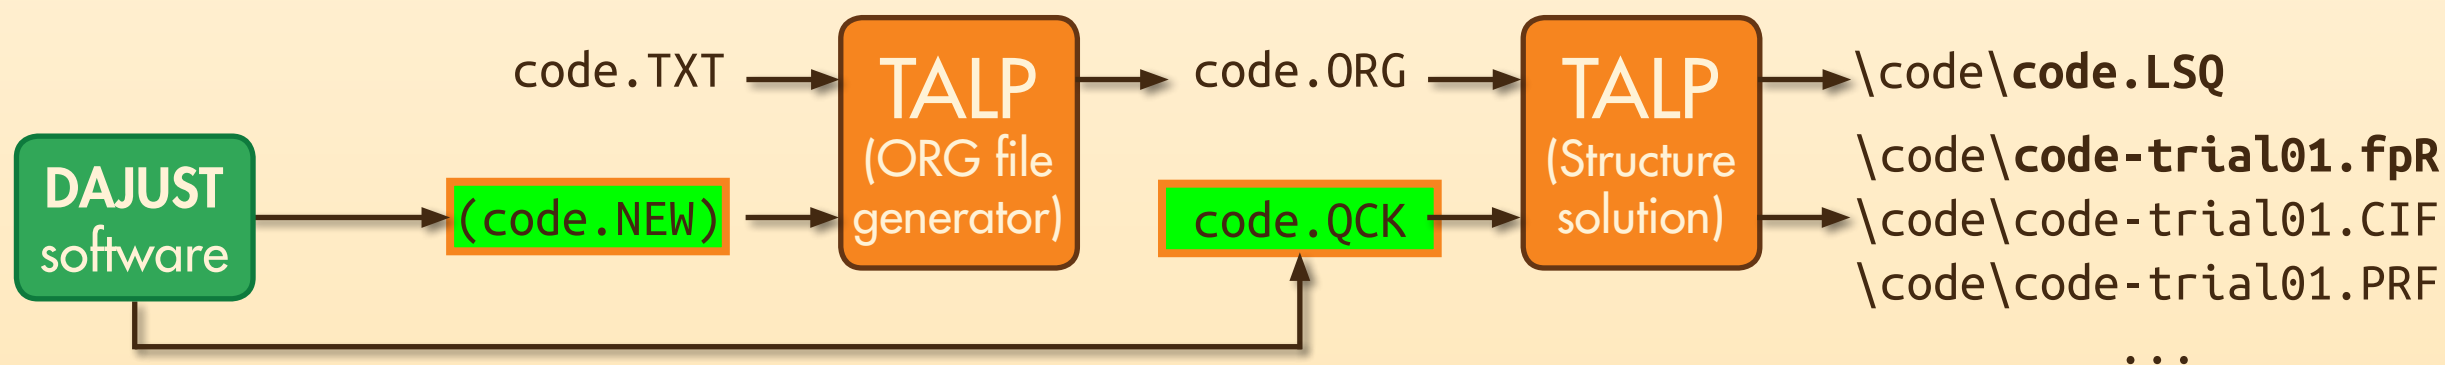 DAJUST
software
code.TXT
(code.NEW)
TALP
(ORG file
generator)
code.ORG
code.QCK
TALP
(Structure
solution)
\code\code.LSQ
\code\code-trial01.fpR
\code\code-trial01.CIF
\code\code-trial01.PRF
...